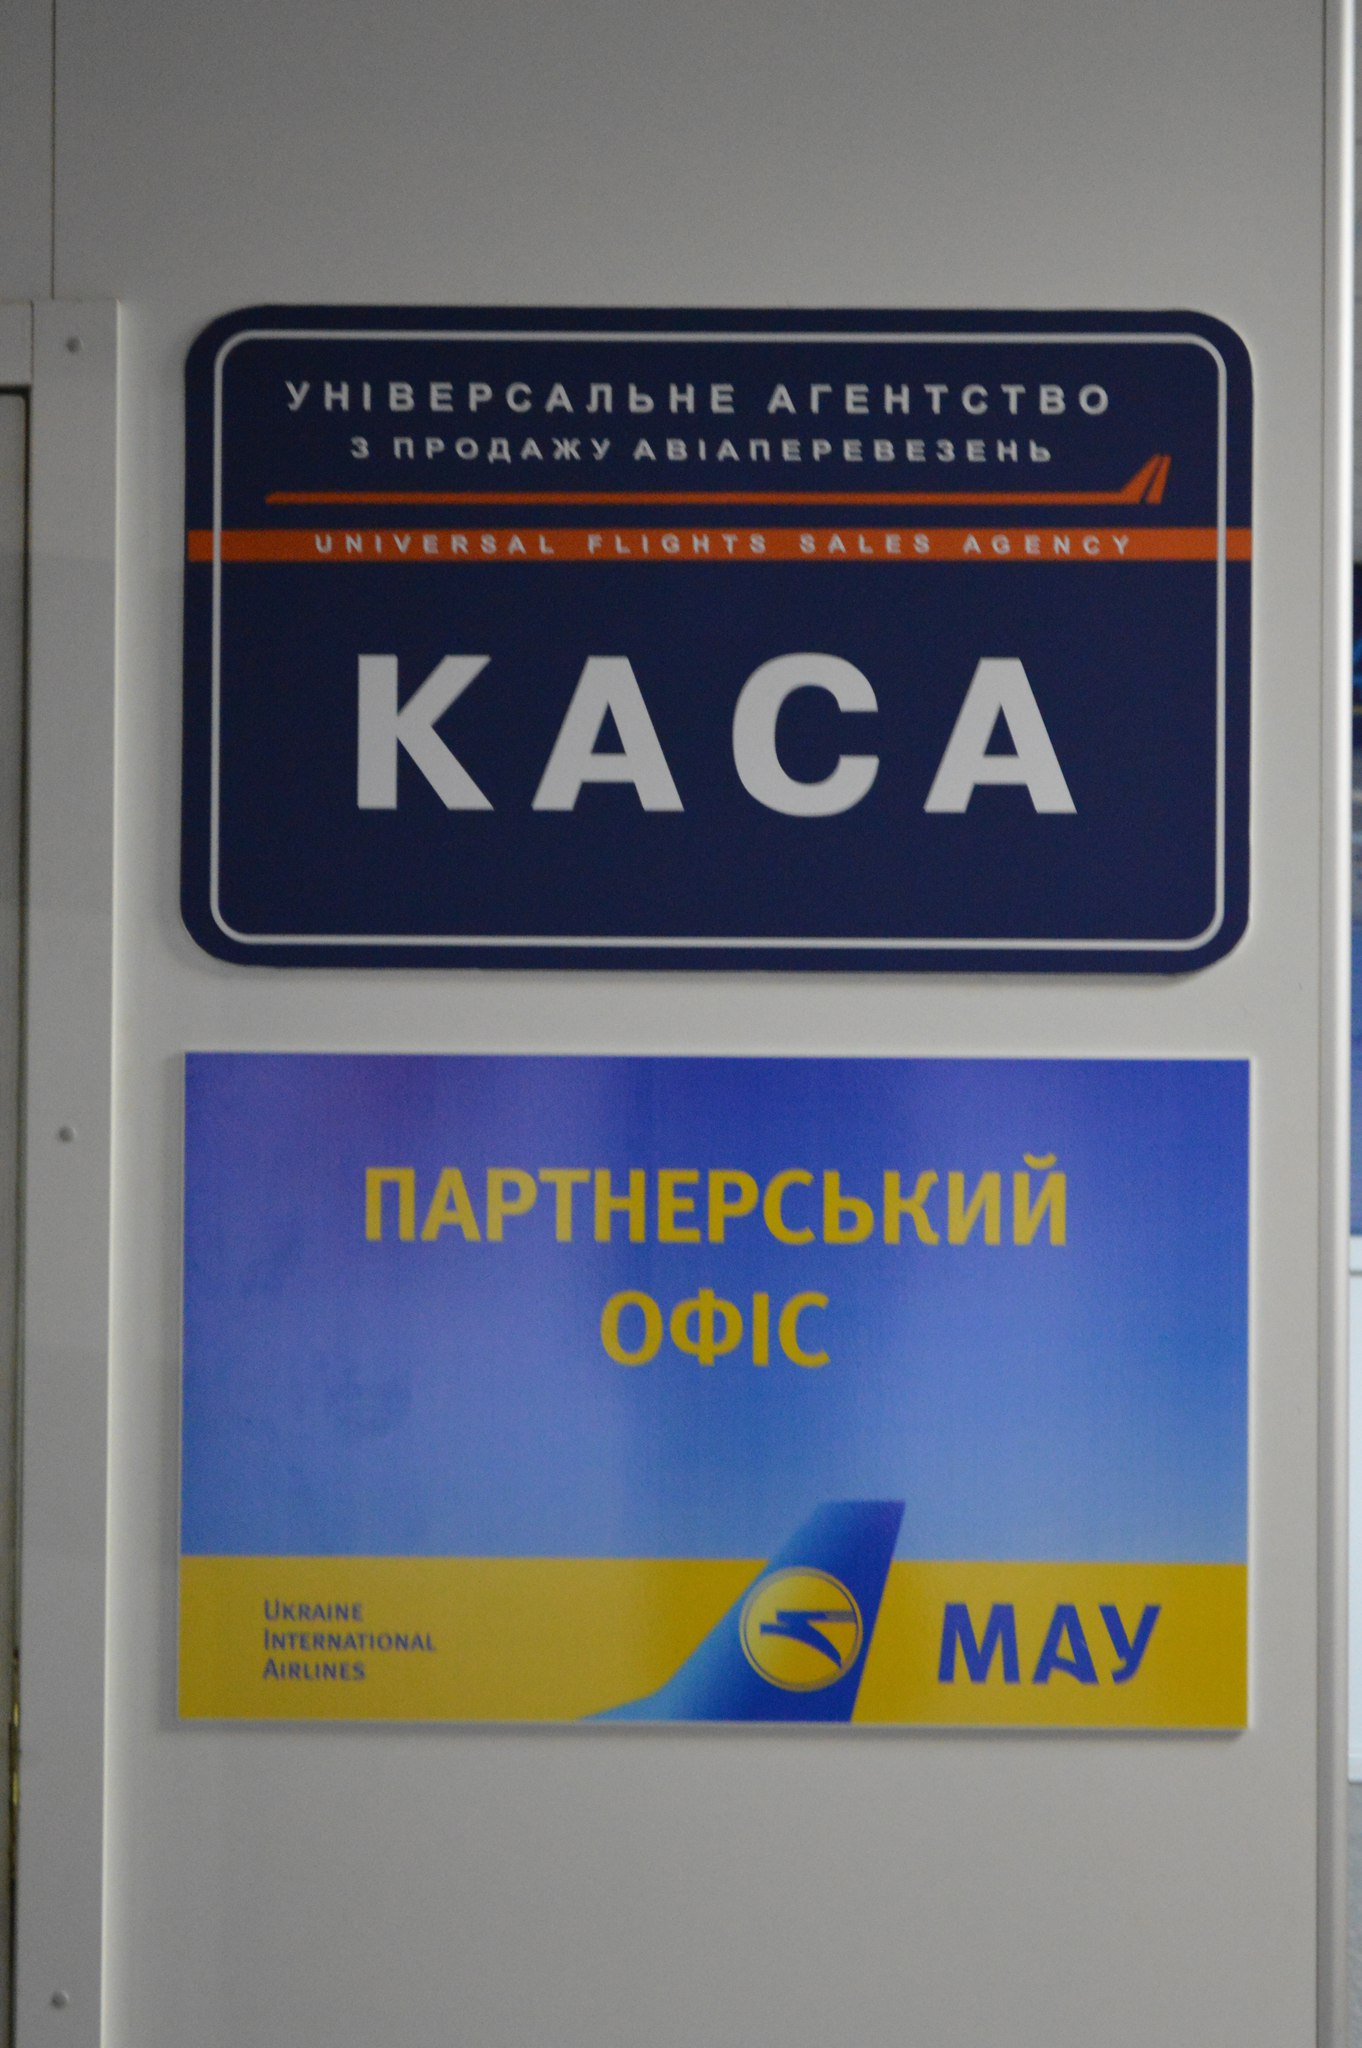 УНІВЕРСАЛЬНЕ АГЕНТСТВО
З ПРОДАЖУ АВІАПЕРЕВЕЗЕНЬ
UNIVERSAL FLIGHTS SALES AGENCY
КАСА
ПАРТНЕРСЬКИЙ
ОФІС
UKRAINE
INTERNATIONAL
AIRLINES
МАУ